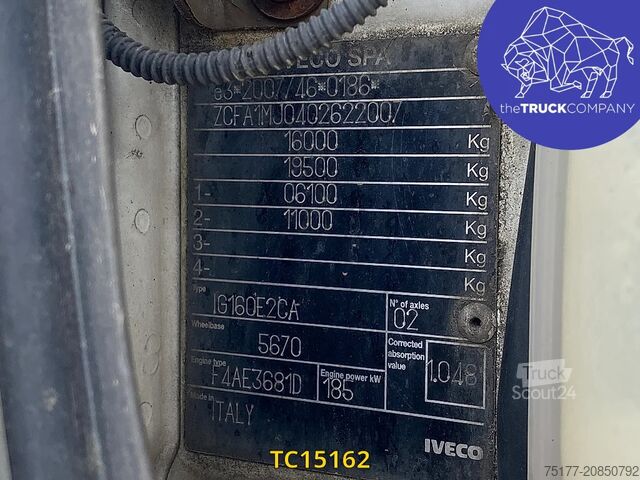 IVECO SPA
e3*2007/46*0186*
ZCFA1MJ0402622007
16000 Kg
19500 Kg
1- 06100 Kg
2- 11000 Kg
3- Kg
4- Kg
Type IG160E2CA N° of axles 02
Wheelbase 5670 Corrected absorption value 1.048
Engine type F4AE3681D Engine power kW 185
Made in ITALY
IVECO
theTRUCKCOMPANY
Truck Scout24
TC15162
75177-20850792